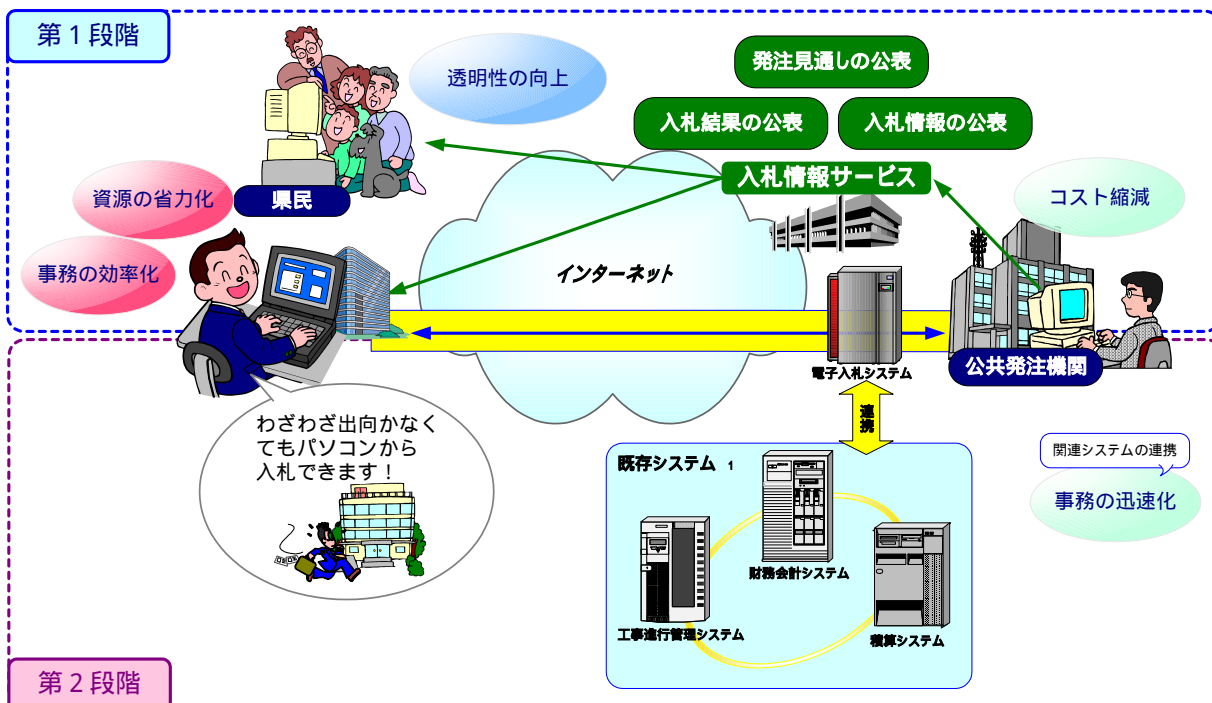 第１段階
透明性の向上
発注見通しの公表
入札結果の公表
入札情報の公表
入札情報サービス
資源の省力化
県民
コスト縮減
事務の効率化
インターネット
電子入札システム
公共発注機関
連携
わざわざ出向かなく
てもパソコンから
入札できます！
既存システム 1
関連システムの連携
事務の迅速化
財務会計システム
工事進行管理システム
積算システム
第２段階